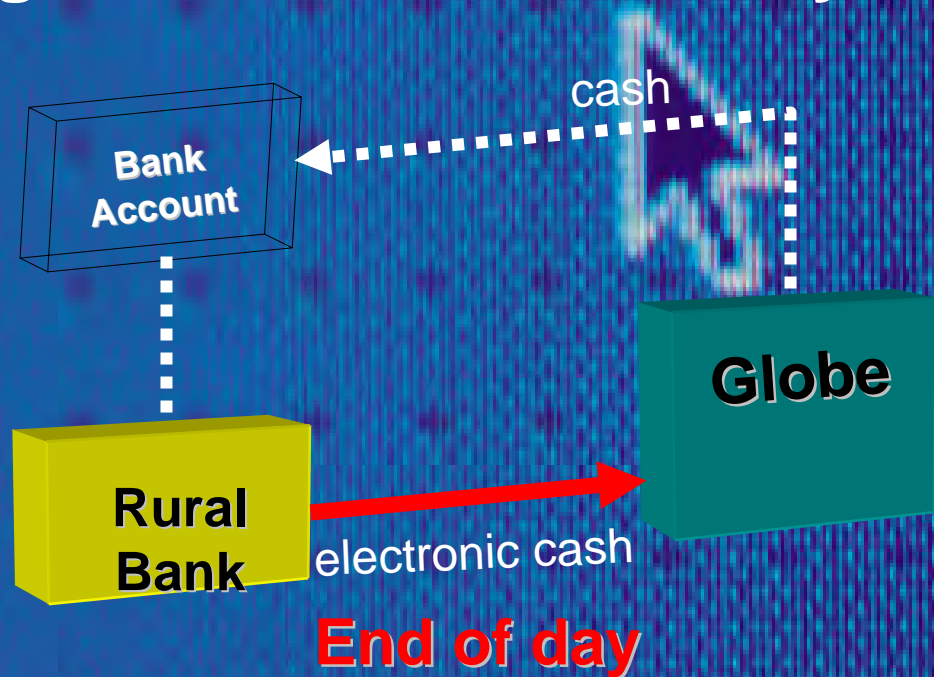 cash
Bank
Account
Globe
Rural
Bank
electronic cash
End of day